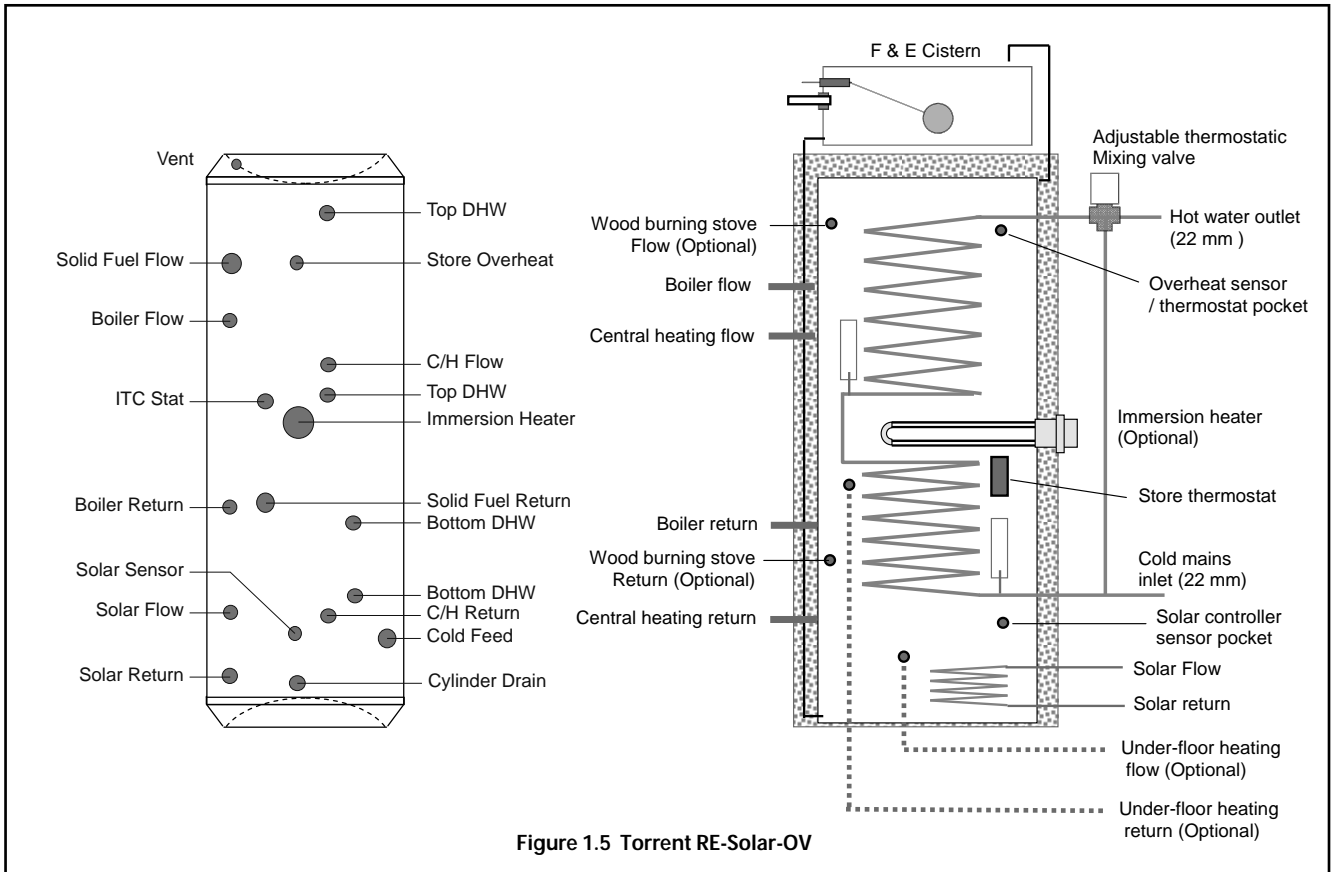 Vent
Solid Fuel Flow
Boiler Flow
ITC Stat
Boiler Return
Solar Sensor
Solar Flow
Solar Return
Top DHW
Store Overheat
C/H Flow
Top DHW
Immersion Heater
Solid Fuel Return
Bottom DHW
Bottom DHW
C/H Return
Cold Feed
Cylinder Drain
F & E Cistern
Wood burning stove
Flow (Optional)
Boiler flow
Central heating flow
Boiler return
Wood burning stove
Return (Optional)
Central heating return
Adjustable thermostatic
Mixing valve
Hot water outlet
(22 mm )
Overheat sensor
/ thermostat pocket
Immersion heater
(Optional)
Store thermostat
Cold mains
inlet (22 mm)
Solar controller
sensor pocket
Solar Flow
Solar return
Under-floor heating
flow (Optional)
Under-floor heating
return (Optional)
Figure 1.5 Torrent RE-Solar-OV